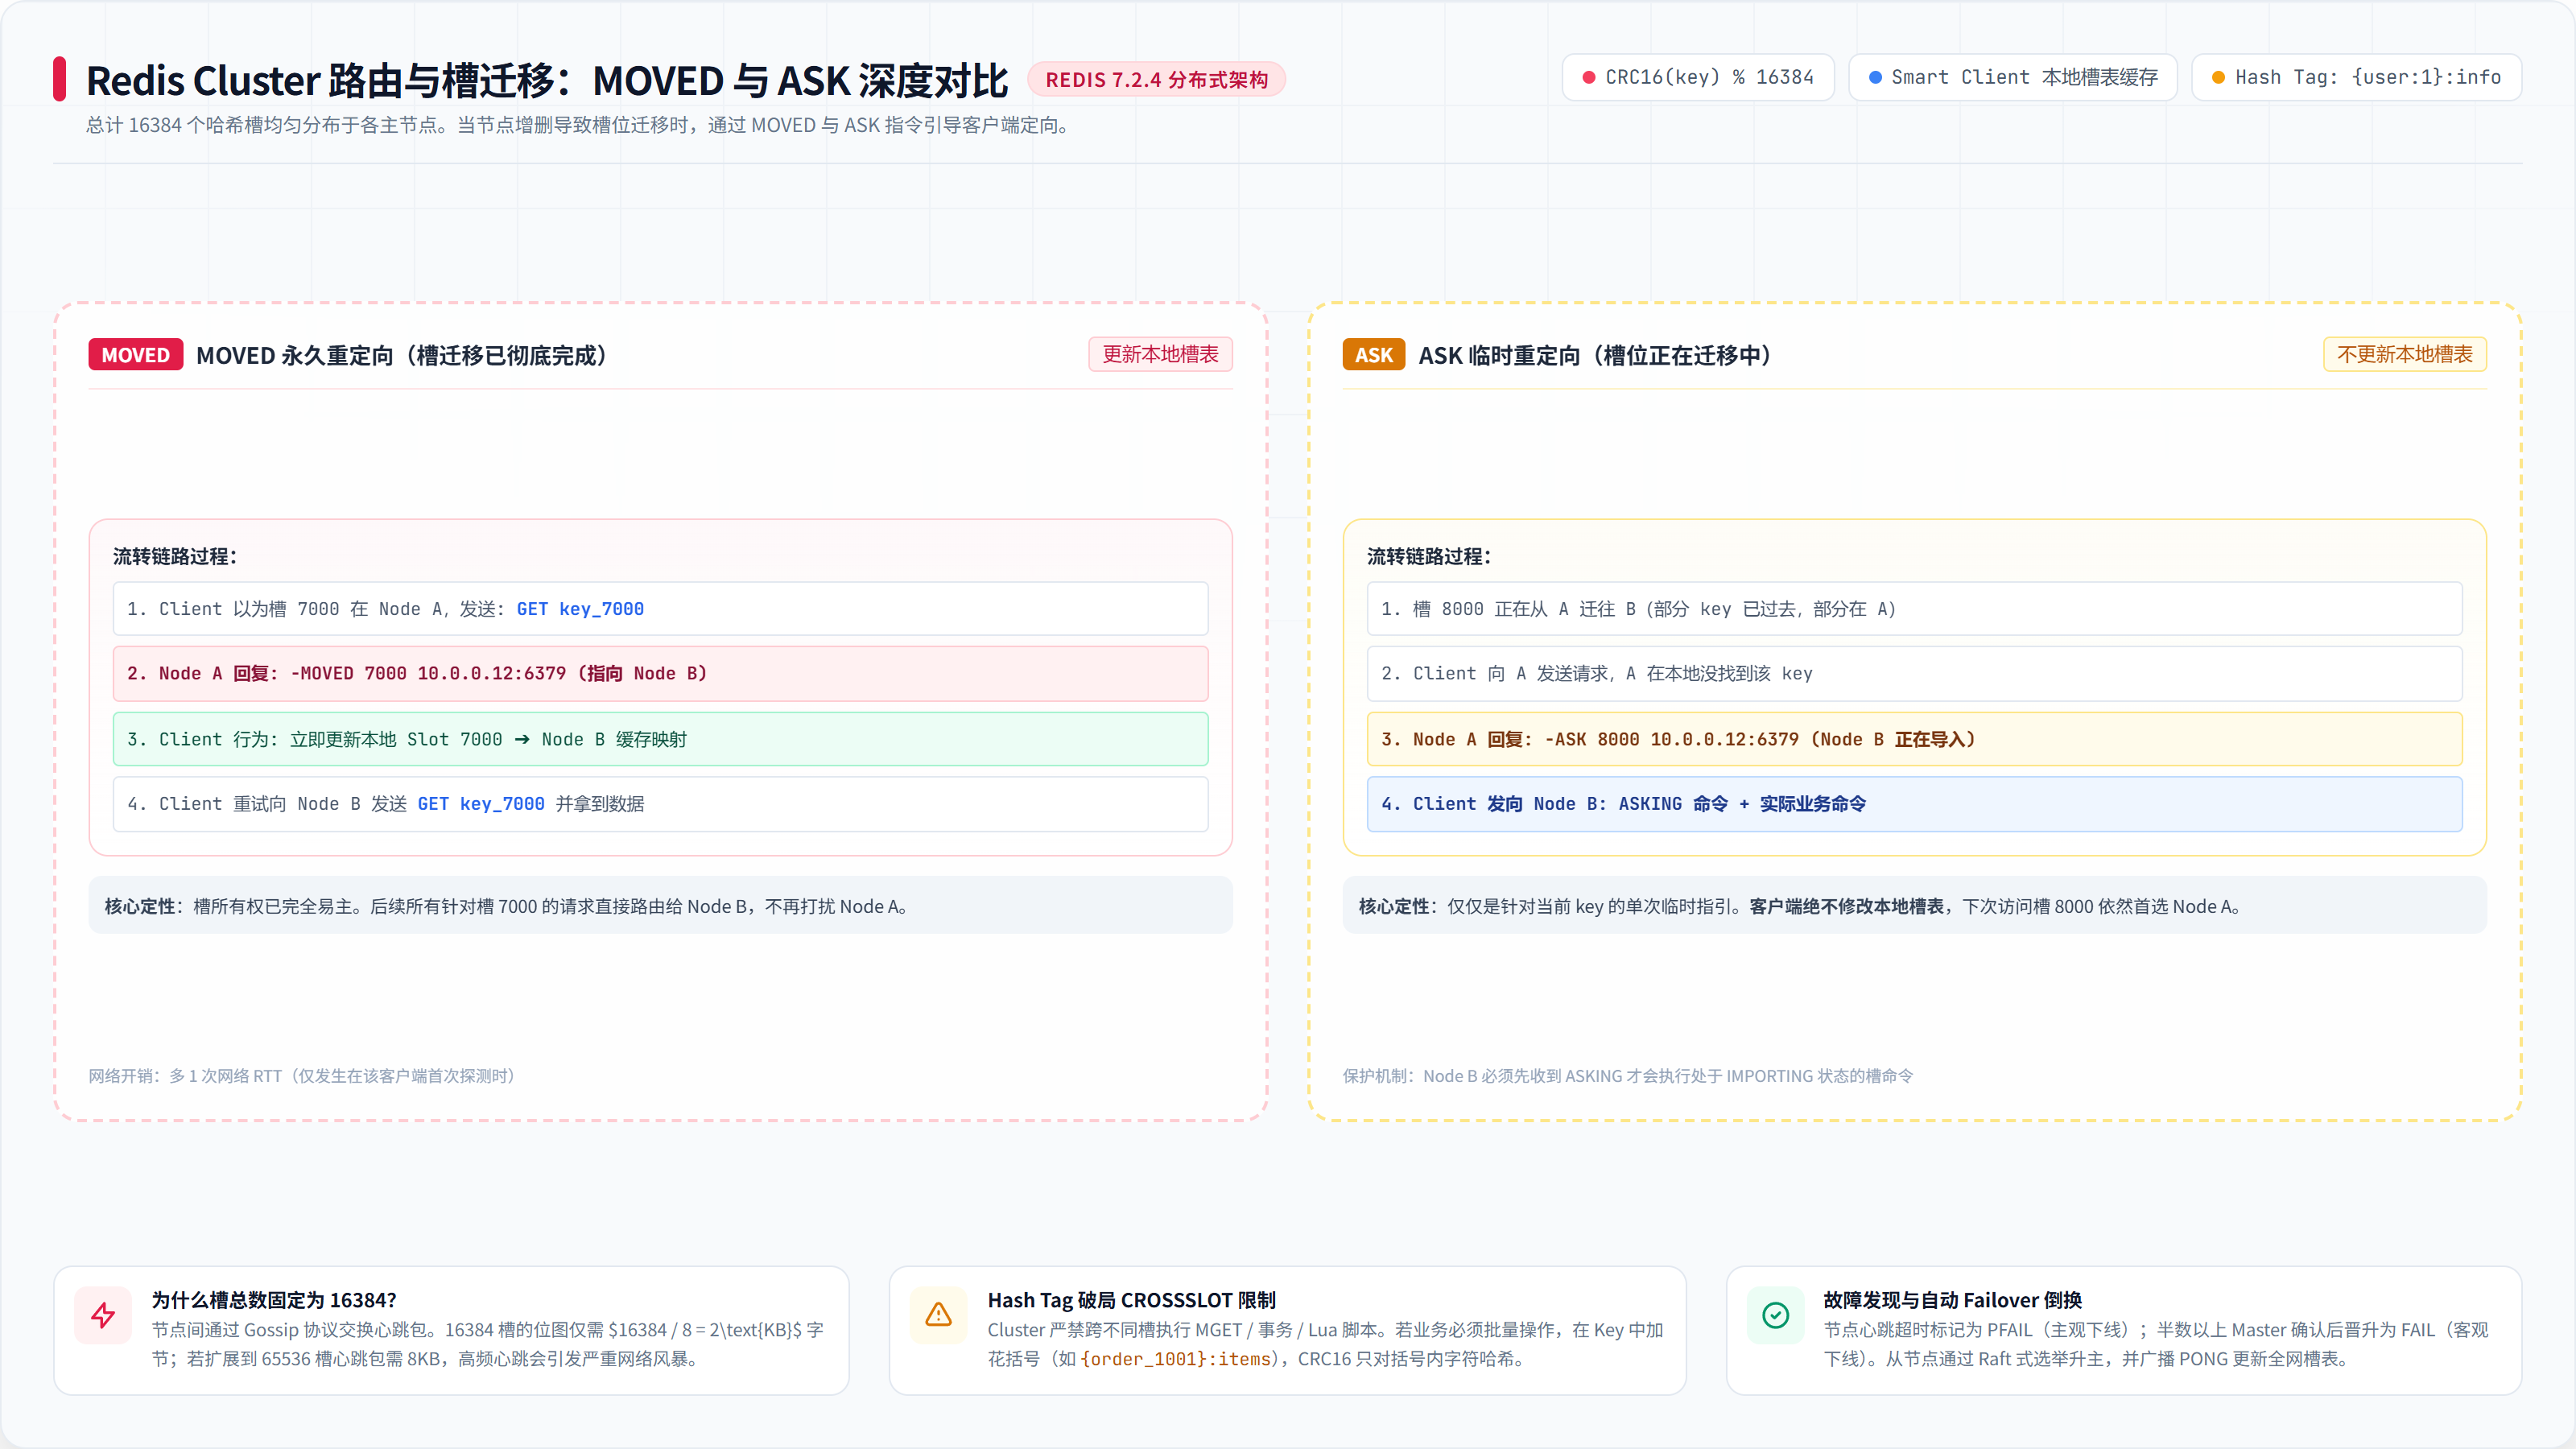 Redis Cluster 路由与槽迁移：MOVED 与 ASK 深度对比
REDIS 7.2.4 分布式架构
CRC16(key) % 16384
Smart Client 本地槽表缓存
Hash Tag: {user:1}:info
总计 16384 个哈希槽均匀分布于各主节点。当节点增删导致槽位迁移时，通过 MOVED 与 ASK 指令引导客户端定向。
MOVED
MOVED 永久重定向（槽迁移已彻底完成）
更新本地槽表
流转链路过程：
1. Client 以为槽 7000 在 Node A，发送: GET key_7000
2. Node A 回复: -MOVED 7000 10.0.0.12:6379 (指向 Node B)
3. Client 行为: 立即更新本地 Slot 7000 ➔ Node B 缓存映射
4. Client 重试向 Node B 发送 GET key_7000 并拿到数据
核心定性：槽所有权已完全易主。后续所有针对槽 7000 的请求直接路由给 Node B，不再打扰 Node A。
网络开销：多 1 次网络 RTT（仅发生在该客户端首次探测时）
ASK
ASK 临时重定向（槽位正在迁移中）
不更新本地槽表
流转链路过程：
1. 槽 8000 正在从 A 迁往 B (部分 key 已过去, 部分在 A)
2. Client 向 A 发送请求, A 在本地没找到该 key
3. Node A 回复: -ASK 8000 10.0.0.12:6379 (Node B 正在导入)
4. Client 发向 Node B: ASKING 命令 + 实际业务命令
核心定性：仅仅是针对当前 key 的单次临时指引。客户端绝不修改本地槽表，下次访问槽 8000 依然首选 Node A。
保护机制：Node B 必须先收到 ASKING 才会执行处于 IMPORTING 状态的槽命令
为什么槽总数固定为 16384?
节点间通过 Gossip 协议交换心跳包。16384 槽的位图仅需 $16384 / 8 = 2\text{KB}$ 字
节；若扩展到 65536 槽心跳包需 8KB，高频心跳会引发严重网络风暴。
Hash Tag 破局 CROSSSLOT 限制
Cluster 严禁跨不同槽执行 MGET / 事务 / Lua 脚本。若业务必须批量操作，在 Key 中加
花括号（如 {order_1001}:items），CRC16 只对括号内字符哈希。
故障发现与自动 Failover 倒换
节点心跳超时标记为 PFAIL（主观下线）；半数以上 Master 确认后晋升为 FAIL（客观
下线）。从节点通过 Raft 式选举升主，并广播 PONG 更新全网槽表。